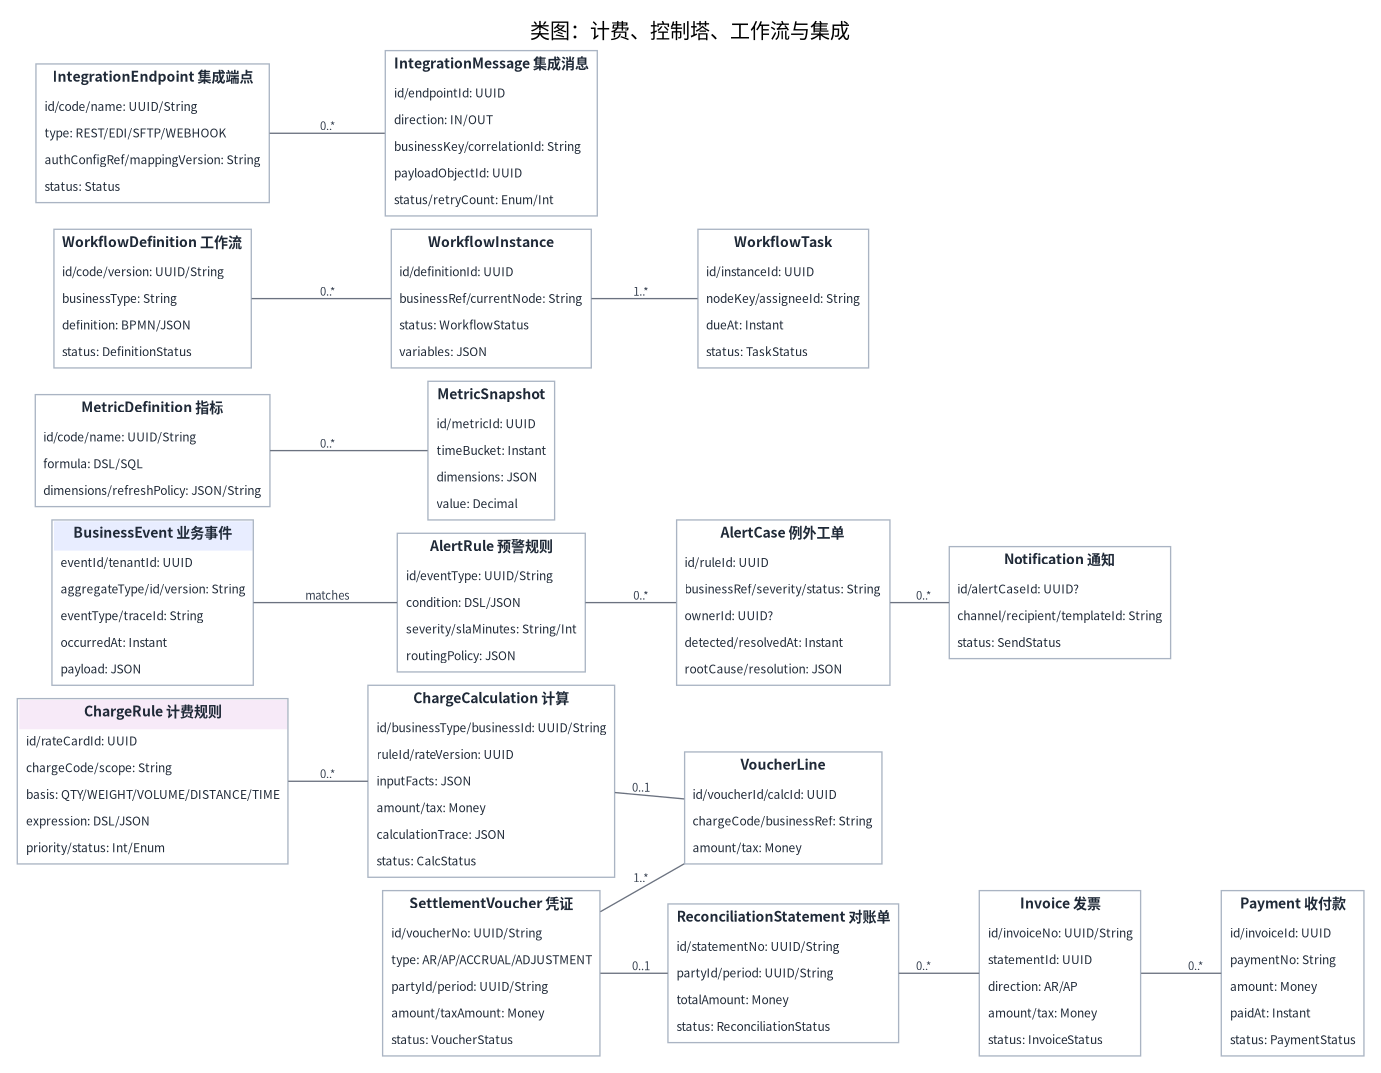 类图：计费、控制塔、工作流与集成
IntegrationEndpoint 集成端点
id/code/name: UUID/String
type: REST/EDI/SFTP/WEBHOOK
authConfigRef/mappingVersion: String
status: Status
0..*
IntegrationMessage 集成消息
id/endpointId: UUID
direction: IN/OUT
businessKey/correlationId: String
payloadObjectId: UUID
status/retryCount: Enum/Int
WorkflowDefinition 工作流
id/code/version: UUID/String
businessType: String
definition: BPMN/JSON
status: DefinitionStatus
0..*
WorkflowInstance
id/definitionId: UUID
businessRef/currentNode: String
status: WorkflowStatus
variables: JSON
1..*
WorkflowTask
id/instanceId: UUID
nodeKey/assigneeId: String
dueAt: Instant
status: TaskStatus
MetricDefinition 指标
id/code/name: UUID/String
formula: DSL/SQL
dimensions/refreshPolicy: JSON/String
0..*
MetricSnapshot
id/metricId: UUID
timeBucket: Instant
dimensions: JSON
value: Decimal
BusinessEvent 业务事件
eventId/tenantId: UUID
aggregateType/id/version: String
eventType/traceId: String
occurredAt: Instant
payload: JSON
matches
AlertRule 预警规则
id/eventType: UUID/String
condition: DSL/JSON
severity/slaMinutes: String/Int
routingPolicy: JSON
0..*
AlertCase 例外工单
id/ruleId: UUID
businessRef/severity/status: String
ownerId: UUID?
detected/resolvedAt: Instant
rootCause/resolution: JSON
0..*
Notification 通知
id/alertCaseId: UUID?
channel/recipient/templateId: String
status: SendStatus
ChargeRule 计费规则
id/rateCardId: UUID
chargeCode/scope: String
basis: QTY/WEIGHT/VOLUME/DISTANCE/TIME
expression: DSL/JSON
priority/status: Int/Enum
0..*
ChargeCalculation 计算
id/businessType/businessId: UUID/String
ruleId/rateVersion: UUID
inputFacts: JSON
amount/tax: Money
calculationTrace: JSON
status: CalcStatus
0..1
VoucherLine
id/voucherId/calcId: UUID
chargeCode/businessRef: String
amount/tax: Money
1..*
SettlementVoucher 凭证
id/voucherNo: UUID/String
type: AR/AP/ACCRUAL/ADJUSTMENT
partyId/period: UUID/String
amount/taxAmount: Money
status: VoucherStatus
0..1
ReconciliationStatement 对账单
id/statementNo: UUID/String
partyId/period: UUID/String
totalAmount: Money
status: ReconciliationStatus
0..*
Invoice 发票
id/invoiceNo: UUID/String
statementId: UUID
direction: AR/AP
amount/tax: Money
status: InvoiceStatus
0..*
Payment 收付款
id/invoiceId: UUID
paymentNo: String
amount: Money
paidAt: Instant
status: PaymentStatus